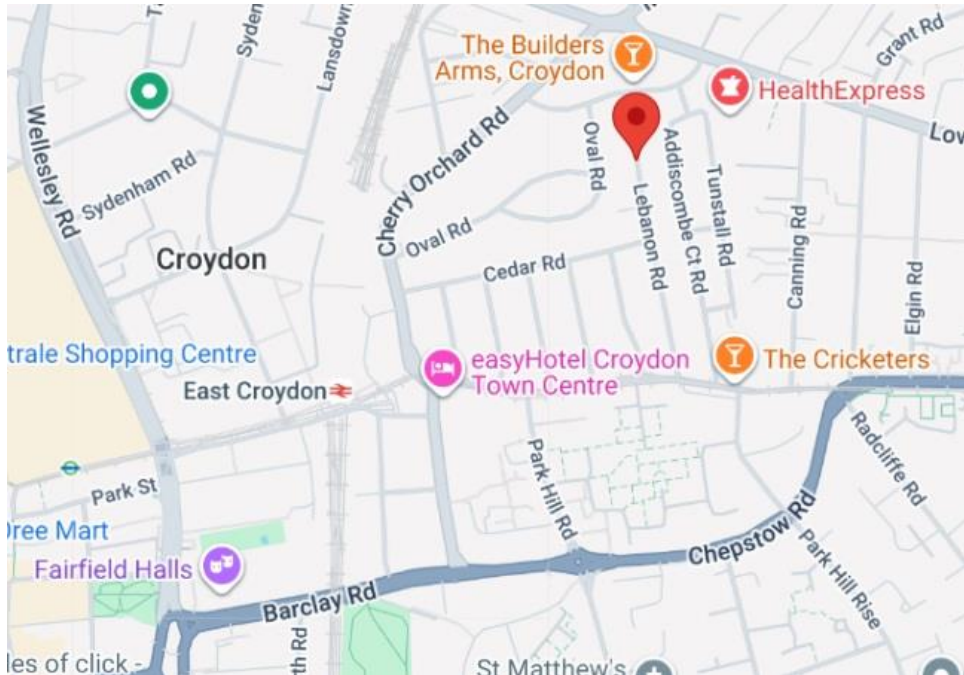 Syden
Lansdown
The Builders
Arms, Croydon
Grant Rd
HealthExpress
Low
Wellesley Rd
Sydenham Rd
Cherry Orchard Rd
Oval Rd
Addiscombe Ct Rd
Tunstall Rd
Lebanon Rd
Canning Rd
Elgin Rd
Oval Rd
Croydon
Cedar Rd
trale Shopping Centre
easyHotel Croydon
Town Centre
The Cricketers
East Croydon
Park St
Park Hill Rd
Radcliffe Rd
Dree Mart
Chepstow Rd
Park Hill Rise
Fairfield Halls
Barclay Rd
th Rd
les of click -
St Matthew's